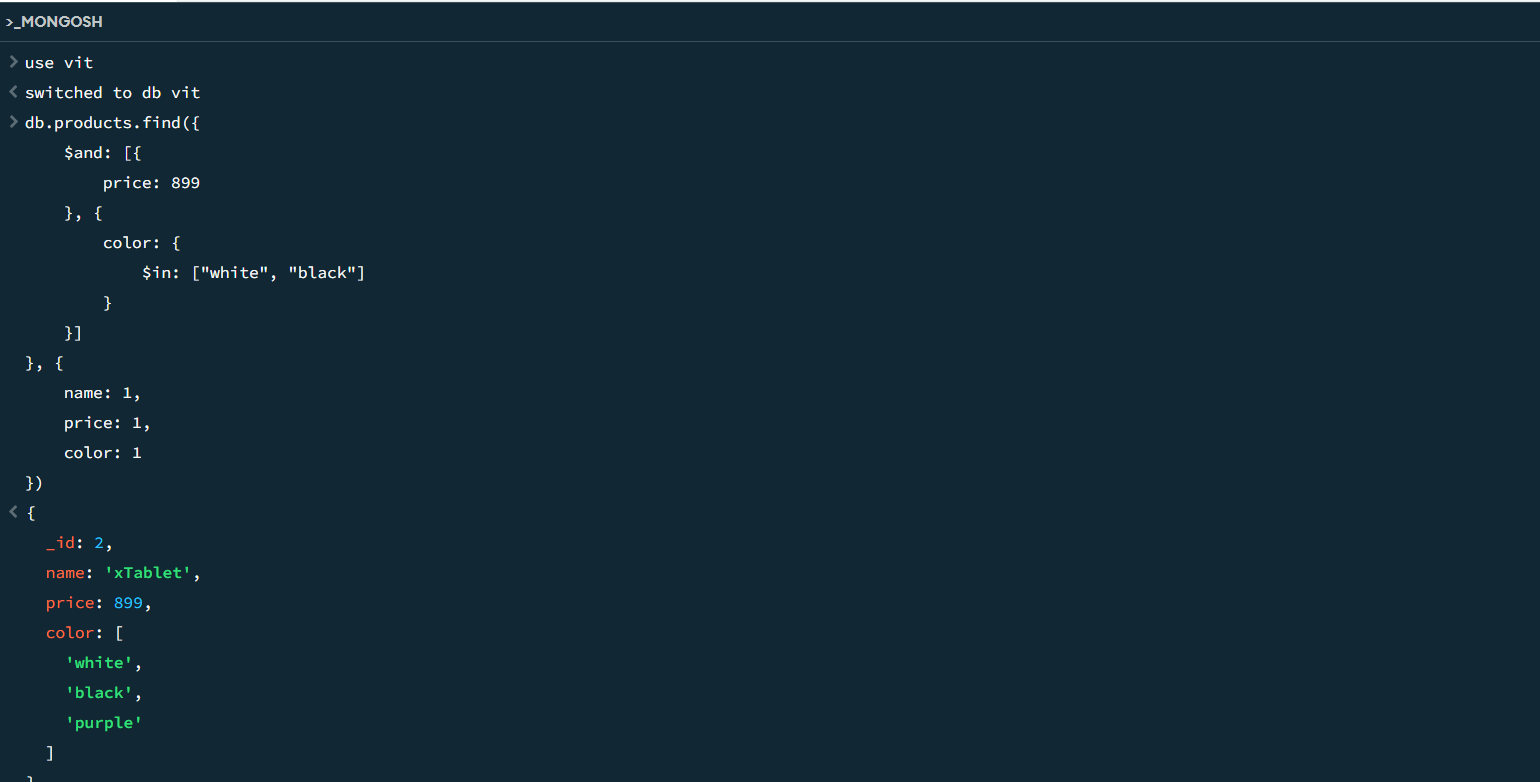 >_MONGOSH
> use vit
< switched to db vit
> db.products.find({
    $and: [{
        price: 899
    }, {
        color: {
            $in: ["white", "black"]
        }
    }]
}, {
    name: 1,
    price: 1,
    color: 1
})
< {
  _id: 2,
  name: 'xTablet',
  price: 899,
  color: [
    'white',
    'black',
    'purple'
  ]
}